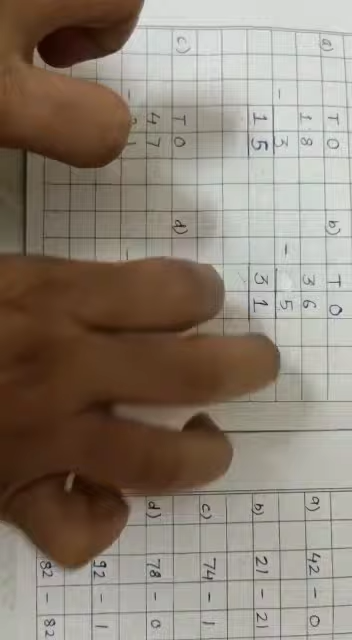 a) T O
1 8
- 3
1 5
b) T O
3 6
- 5
3 1
c) T O
4 7
-
d)
-
a) 42 - 0
b) 21 - 21
c) 74 - 1
d) 78 - 0
92 - 1
82 - 82